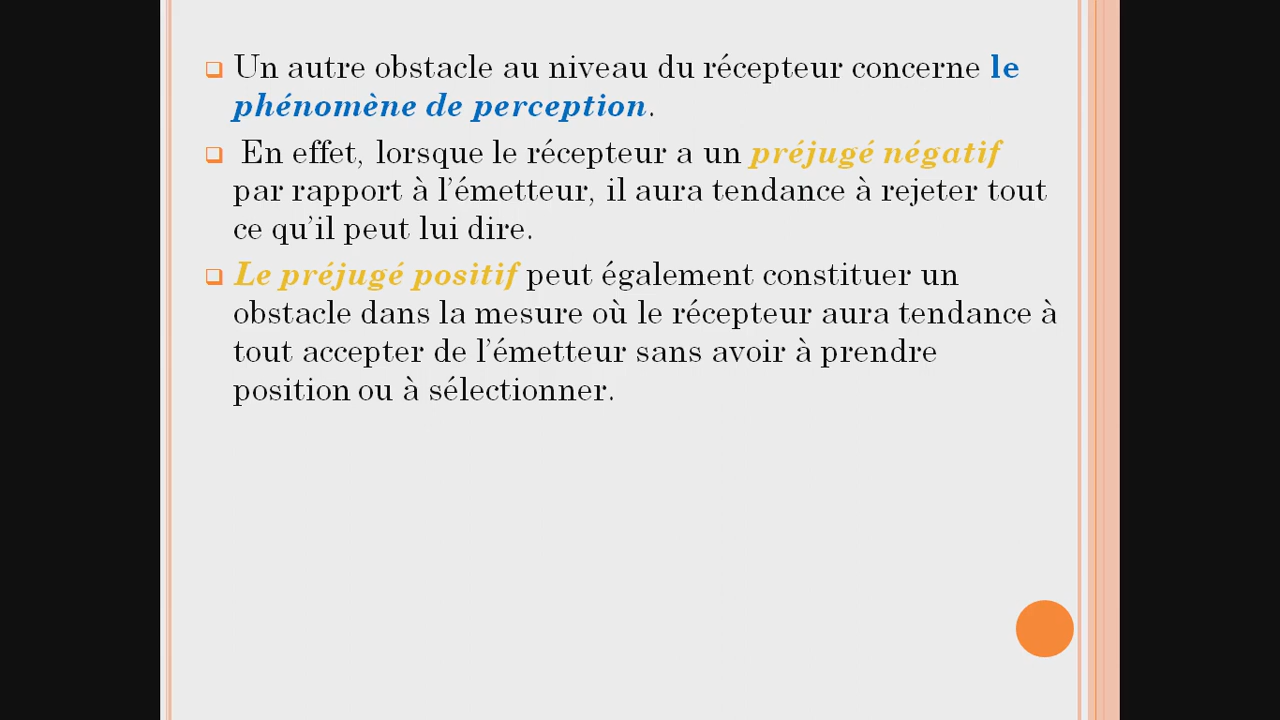 Un autre obstacle au niveau du récepteur concerne le
phénomène de perception.
En effet, lorsque le récepteur a un préjugé négatif
par rapport à l’émetteur, il aura tendance à rejeter tout
ce qu’il peut lui dire.
Le préjugé positif peut également constituer un
obstacle dans la mesure où le récepteur aura tendance à
tout accepter de l’émetteur sans avoir à prendre
position ou à sélectionner.